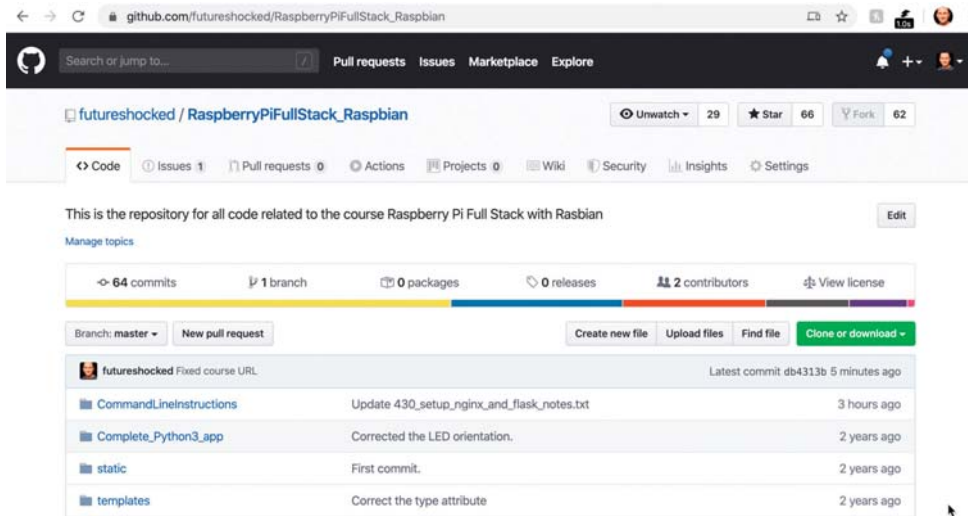 github.com/futureshocked/RaspberryPiFullStack_Raspbian
1.0s
Search or jump to... /
Pull requests Issues Marketplace Explore
futureshocked / RaspberryPiFullStack_Raspbian
Unwatch 29 Star 66 Fork 62
Code Issues 1 Pull requests 0 Actions Projects 0 Wiki Security Insights Settings
This is the repository for all code related to the course Raspberry Pi Full Stack with Rasbian
Edit
Manage topics
64 commits 1 branch 0 packages 0 releases 2 contributors View license
Branch: master New pull request Create new file Upload files Find file Clone or download
futureshocked Fixed course URL Latest commit db4313b 5 minutes ago
CommandLineInstructions Update 430_setup_nginx_and_flask_notes.txt 3 hours ago
Complete_Python3_app Corrected the LED orientation. 2 years ago
static First commit. 2 years ago
templates Correct the type attribute 2 years ago